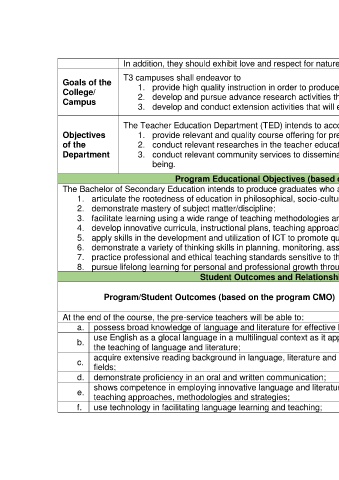 In addition, they should exhibit love and respect for nature
Goals of the
College/
Campus
T3 campuses shall endeavor to
1. provide high quality instruction in order to produce
2. develop and pursue advance research activities th
3. develop and conduct extension activities that will e
Objectives
of the
Department
The Teacher Education Department (TED) intends to acco
1. provide relevant and quality course offering for pre
2. conduct relevant researches in the teacher educat
3. conduct relevant community services to dissemina
being.
Program Educational Objectives (based o
The Bachelor of Secondary Education intends to produce graduates who a
1. articulate the rootedness of education in philosophical, socio-cultu
2. demonstrate mastery of subject matter/discipline;
3. facilitate learning using a wide range of teaching methodologies an
4. develop innovative curricula, instructional plans, teaching approach
5. apply skills in the development and utilization of ICT to promote qu
6. demonstrate a variety of thinking skills in planning, monitoring, ass
7. practice professional and ethical teaching standards sensitive to th
8. pursue lifelong learning for personal and professional growth throu
Student Outcomes and Relationsh
Program/Student Outcomes (based on the program CMO)
At the end of the course, the pre-service teachers will be able to:
a. possess broad knowledge of language and literature for effective l
b. use English as a glocal language in a multilingual context as it app
the teaching of language and literature;
c. acquire extensive reading background in language, literature and
fields;
d. demonstrate proficiency in an oral and written communication;
e. shows competence in employing innovative language and literatu
teaching approaches, methodologies and strategies;
f. use technology in facilitating language learning and teaching;